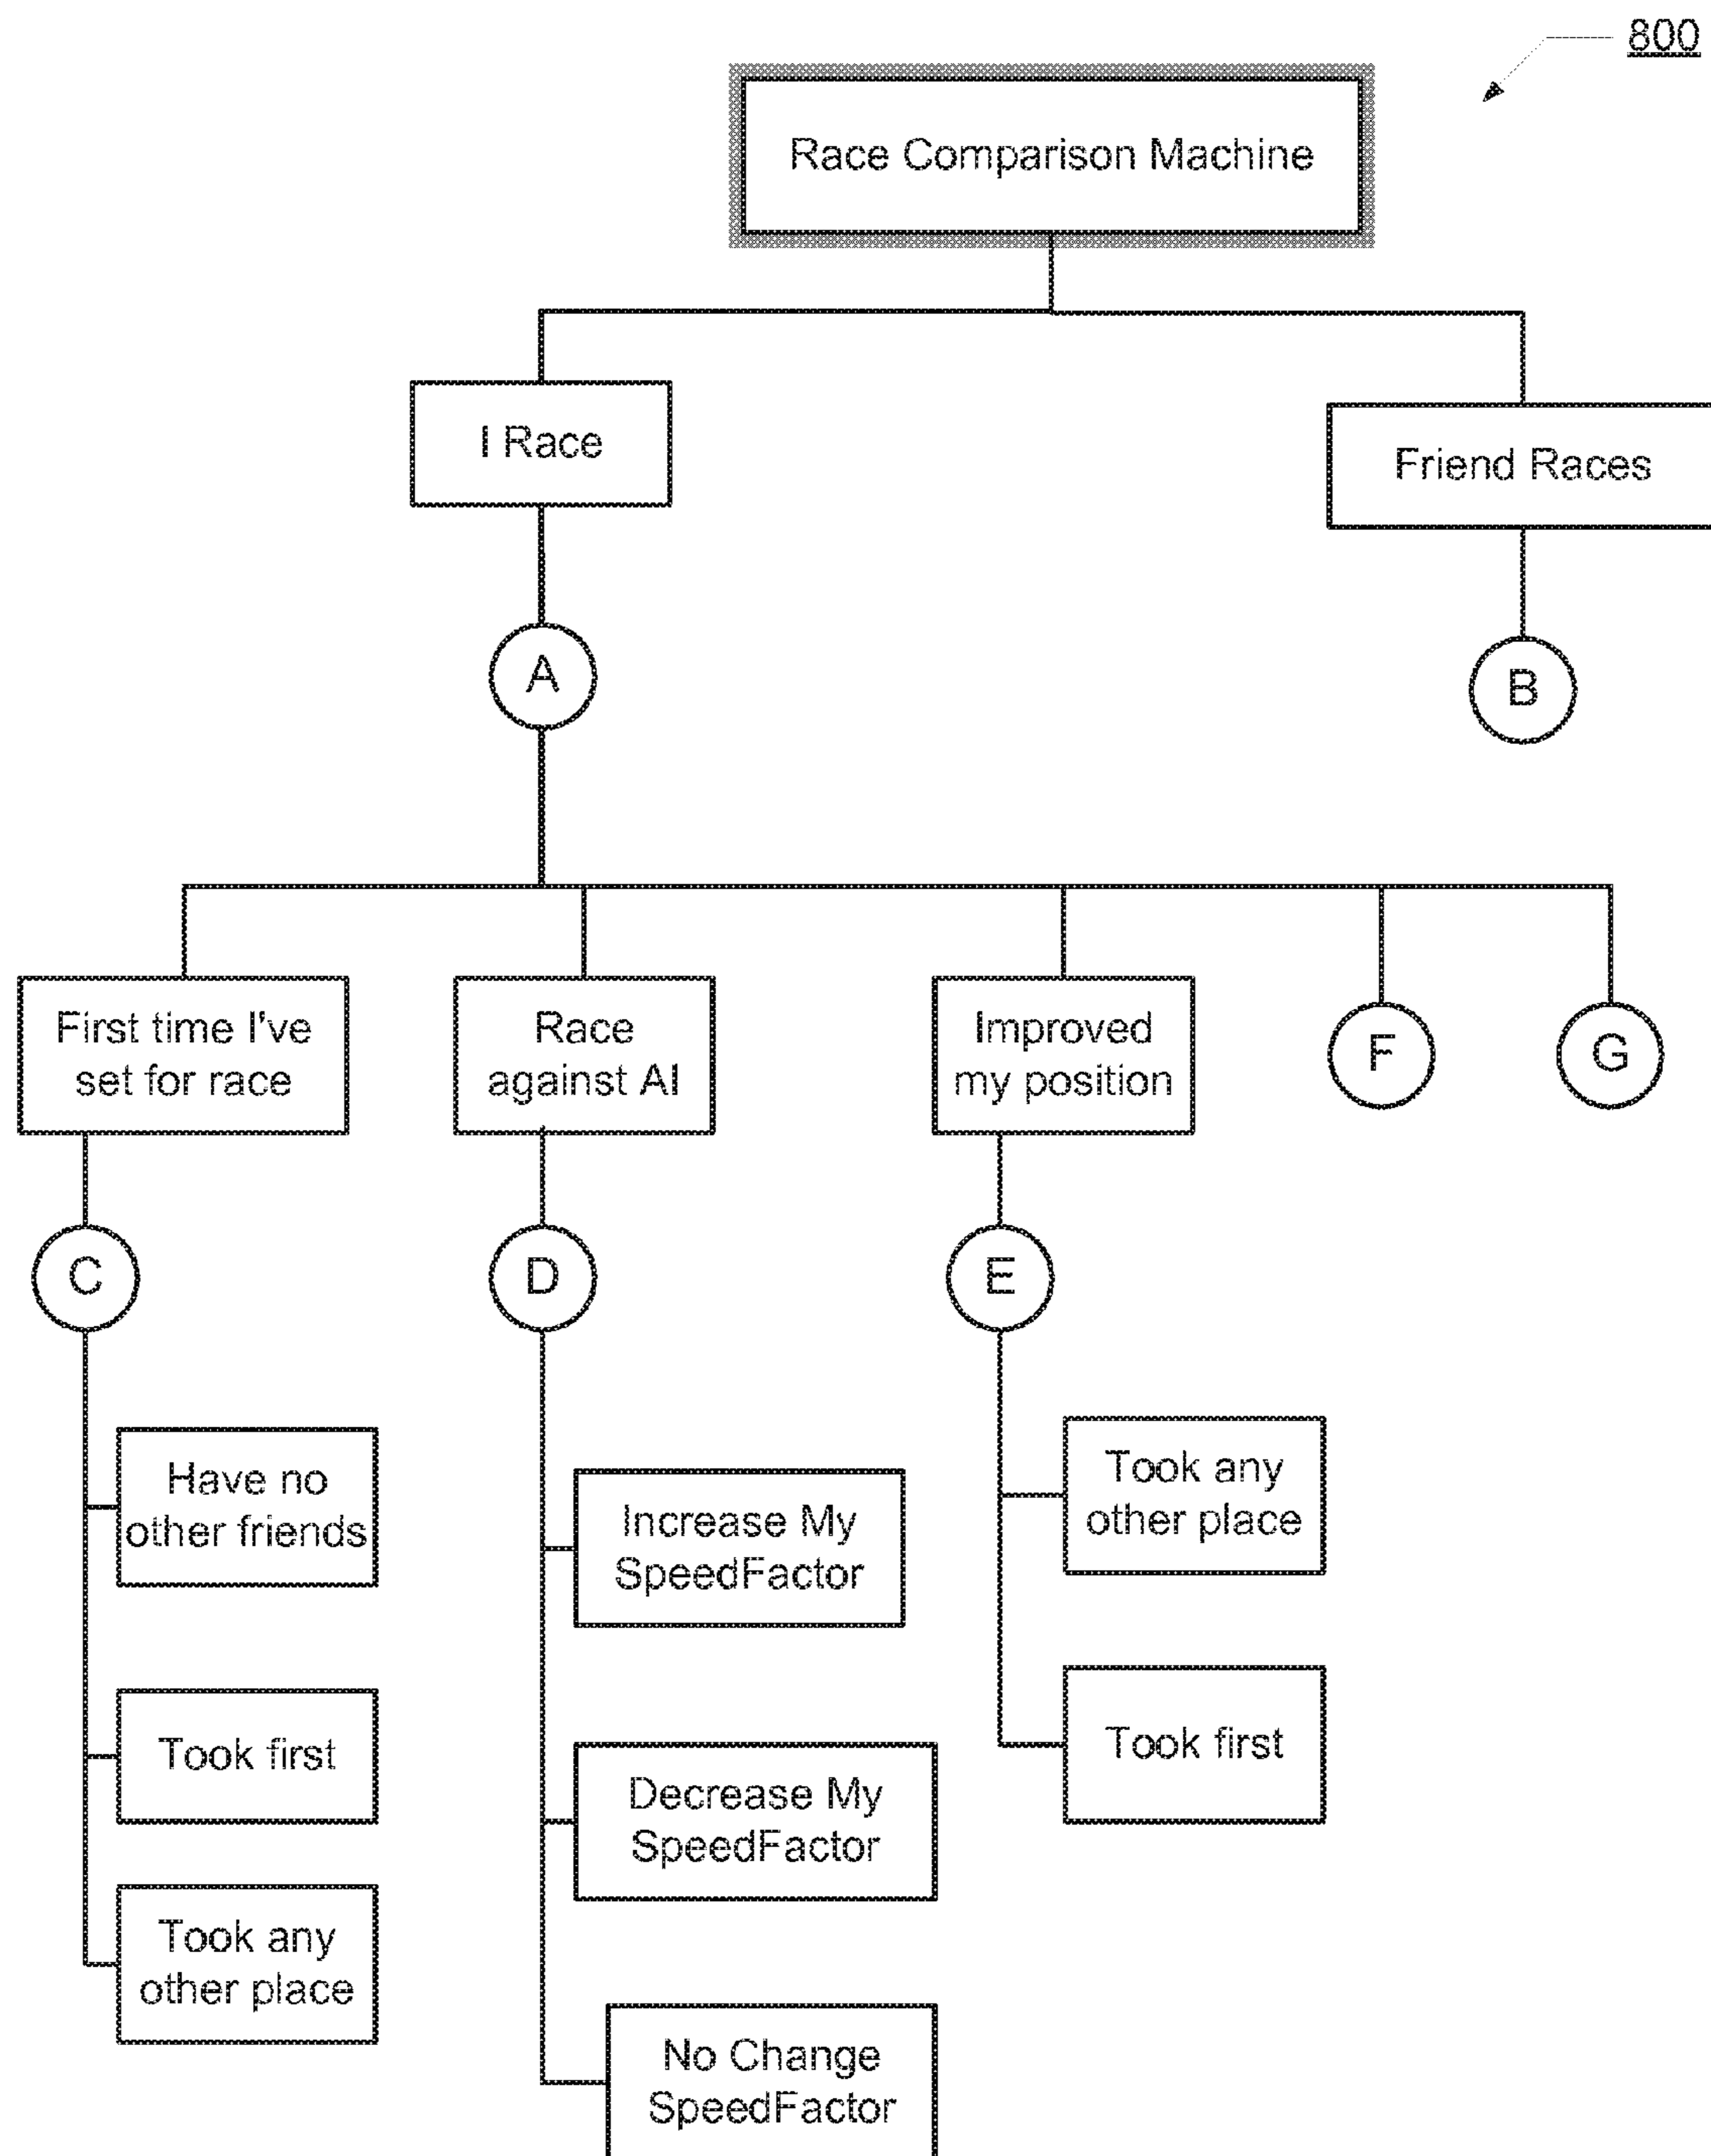 800
Race Comparison Machine
I Race
Friend Races
A
B
First time I've
set for race
Race
against AI
Improved
my position
F
G
C
D
E
Have no
other friends
Took first
Took any
other place
Increase My
SpeedFactor
Decrease My
SpeedFactor
No Change
SpeedFactor
Took any
other place
Took first